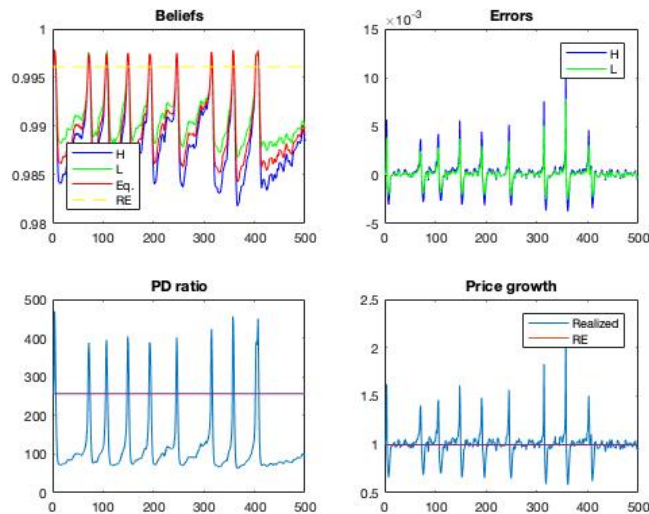 Beliefs
1
0.995
0.99
0.985
0.98
H
L
Eq.
RE
0 100 200 300 400 500
Errors
×10⁻³
15
10
5
0
-5
H
L
0 100 200 300 400 500
PD ratio
500
400
300
200
100
0
0 100 200 300 400 500
Price growth
2.5
2
1.5
1
0.5
Realized
RE
0 100 200 300 400 500